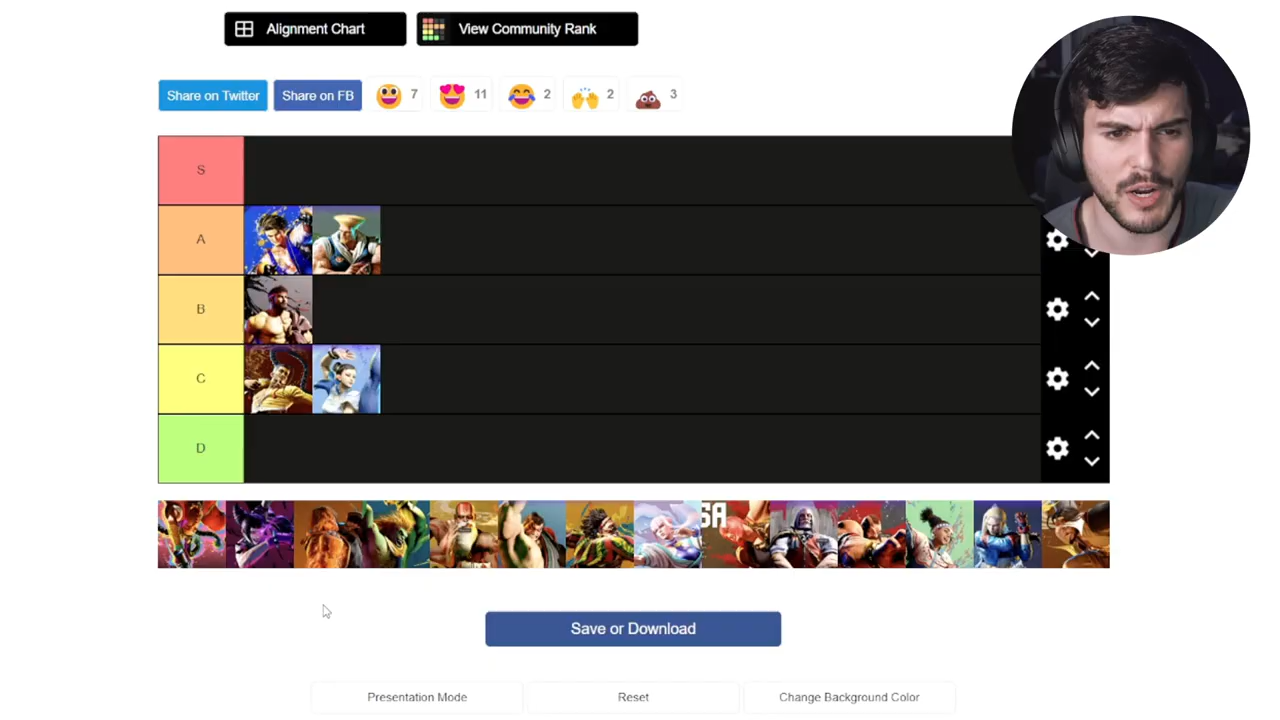 Alignment Chart
View Community Rank
Share on Twitter
Share on FB
7
11
2
2
3
S
A
B
C
D
SA
Save or Download
Presentation Mode
Reset
Change Background Color